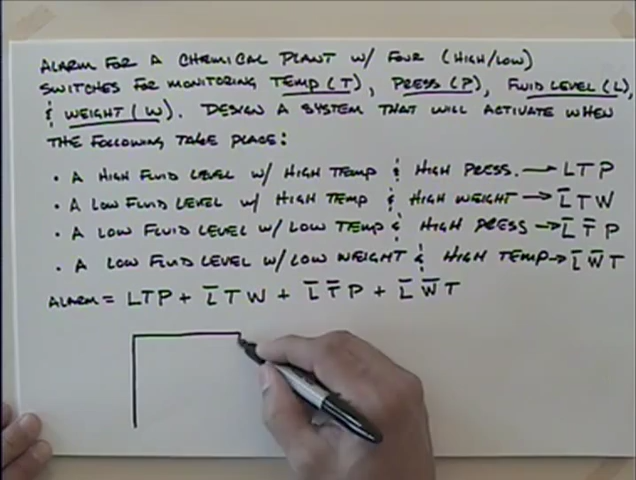 ALARM FOR A CHEMICAL PLANT W/ FOUR (HIGH/LOW)
SWITCHES FOR MONITORING TEMP (T), PRESS (P), FLUID LEVEL (L),
& WEIGHT (W). DESIGN A SYSTEM THAT WILL ACTIVATE WHEN
THE FOLLOWING TAKE PLACE:
• A HIGH FLUID LEVEL W/ HIGH TEMP & HIGH PRESS. → LTP
• A LOW FLUID LEVEL W/ HIGH TEMP & HIGH WEIGHT → L̅TW
• A LOW FLUID LEVEL W/ LOW TEMP & HIGH PRESS → L̅ T̅ P
• A LOW FLUID LEVEL W/ LOW WEIGHT & HIGH TEMP → L̅ W̅ T
ALARM = LTP + L̅ T W + L̅ T̅ P + L̅ W̅ T